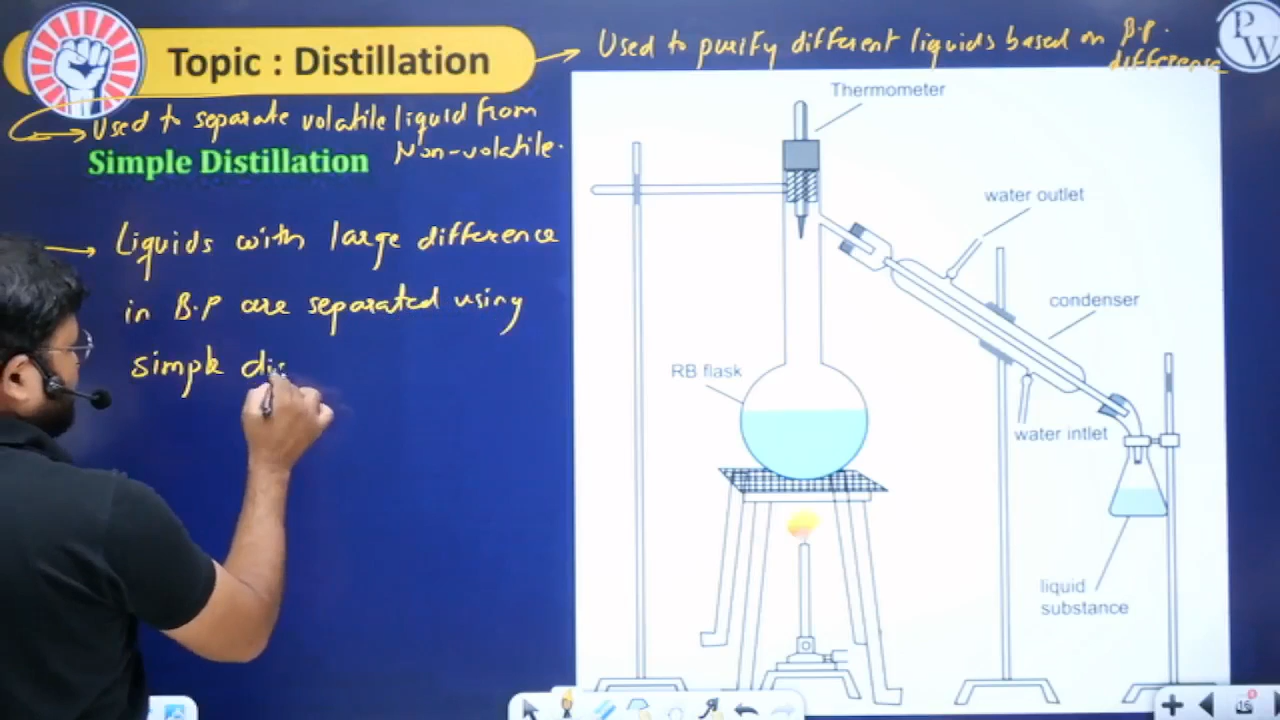 Topic : Distillation
Used to purify different liquids based on B.P.
difference
Used to separate volatile liquid from
Non-volatile.
Simple Distillation
Liquids with large difference
in B.P are separated using
simple dis
Thermometer
water outlet
condenser
RB flask
water intlet
liquid
substance
PW
15